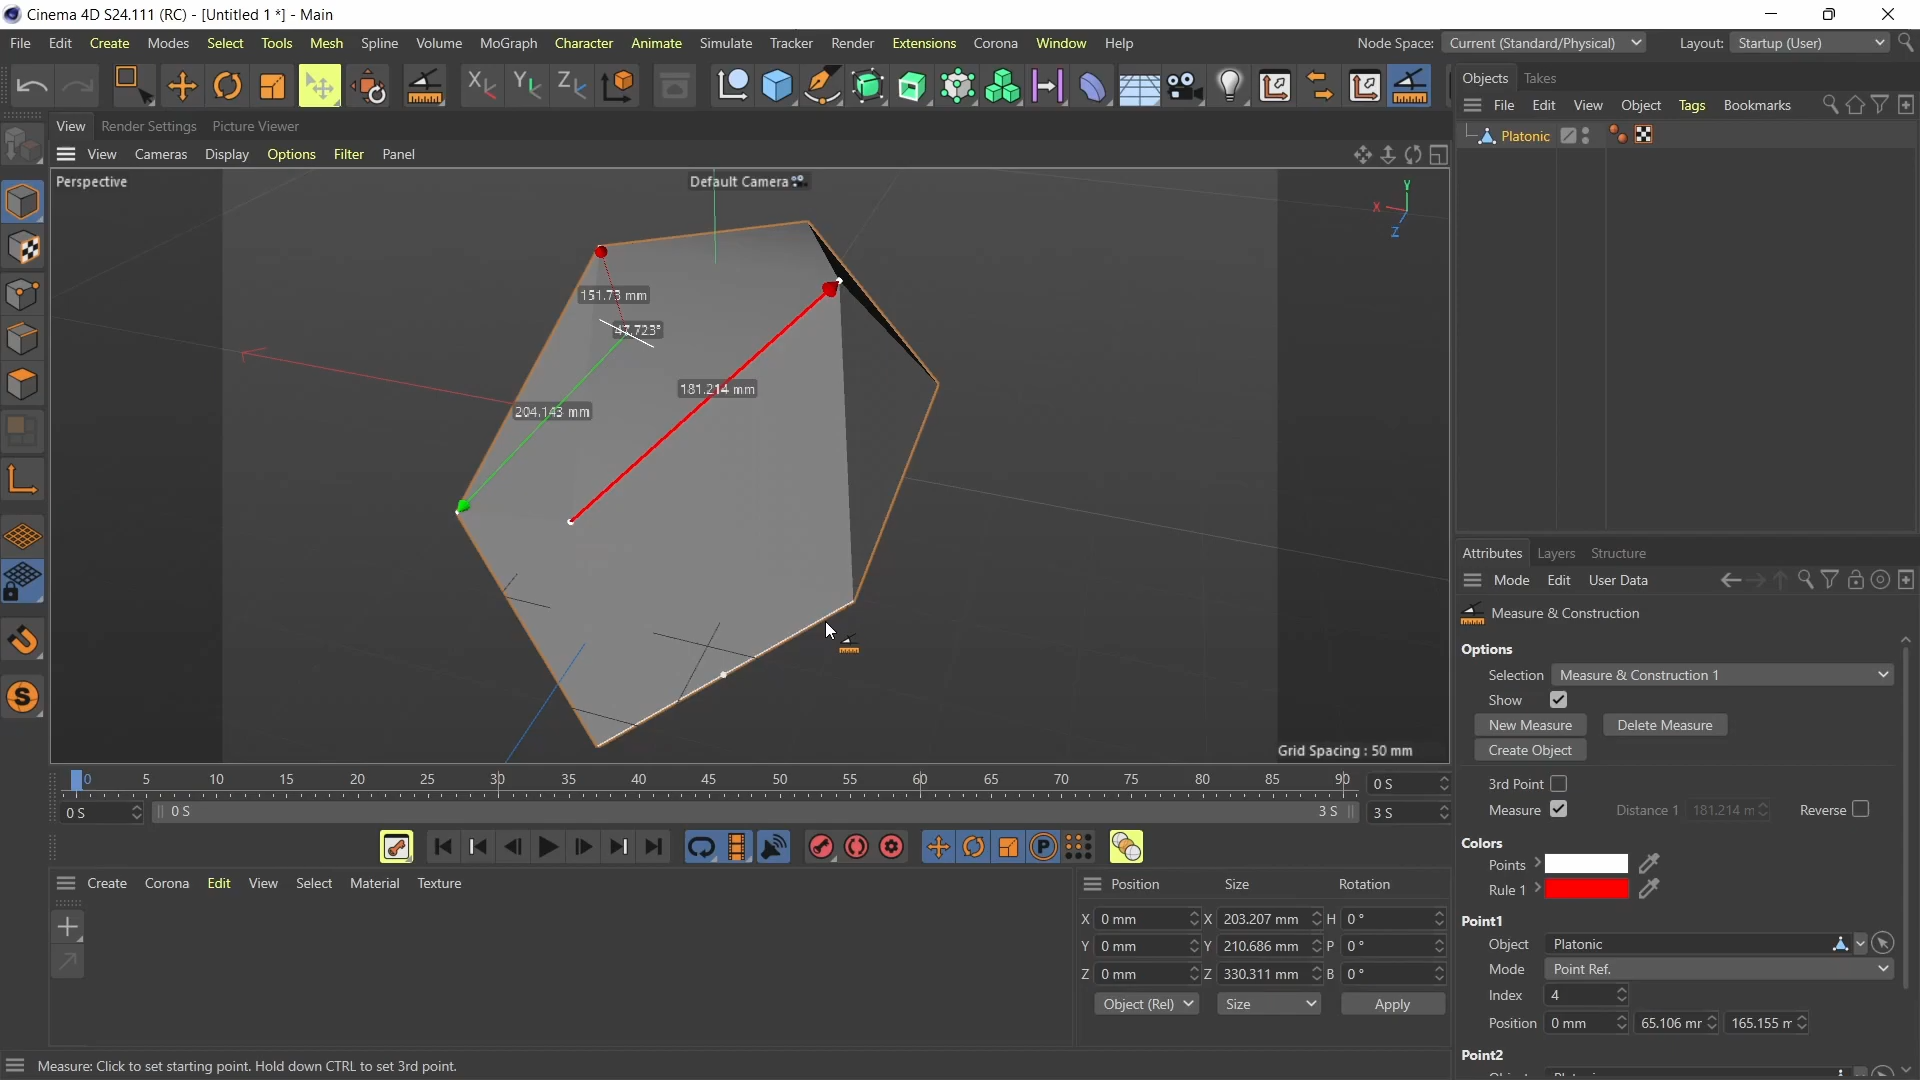 Cinema 4D S24.111 (RC) - [Untitled 1 *] - Main
File Edit Create Modes Select Tools Mesh Spline Volume MoGraph Character Animate Simulate Tracker Render Extensions Corona Window Help
Node Space: Current (Standard/Physical) Layout: Startup (User)
Objects Takes
File Edit View Object Tags Bookmarks
Platonic
View Render Settings Picture Viewer
View Cameras Display Options Filter Panel
Perspective
Default Camera
Y
X
Z
151.73 mm
47.723°
181.214 mm
204.143 mm
Grid Spacing : 50 mm
0 5 10 15 20 25 30 35 40 45 50 55 60 65 70 75 80 85 90 0 S
0 S 0 S 3 S 3 S
Create Corona Edit View Select Material Texture
Position Size Rotation
X 0 mm X 203.207 mm H 0 °
Y 0 mm Y 210.686 mm P 0 °
Z 0 mm Z 330.311 mm B 0 °
Object (Rel) Size Apply
Attributes Layers Structure
Mode Edit User Data
Measure & Construction
Options
Selection Measure & Construction 1
Show
New Measure Delete Measure
Create Object
3rd Point
Measure Distance 1 181.214 m Reverse
Colors
Points
Rule 1
Point1
Object Platonic
Mode Point Ref.
Index 4
Position 0 mm 65.106 mr 165.155 r
Point2
Measure: Click to set starting point. Hold down CTRL to set 3rd point.